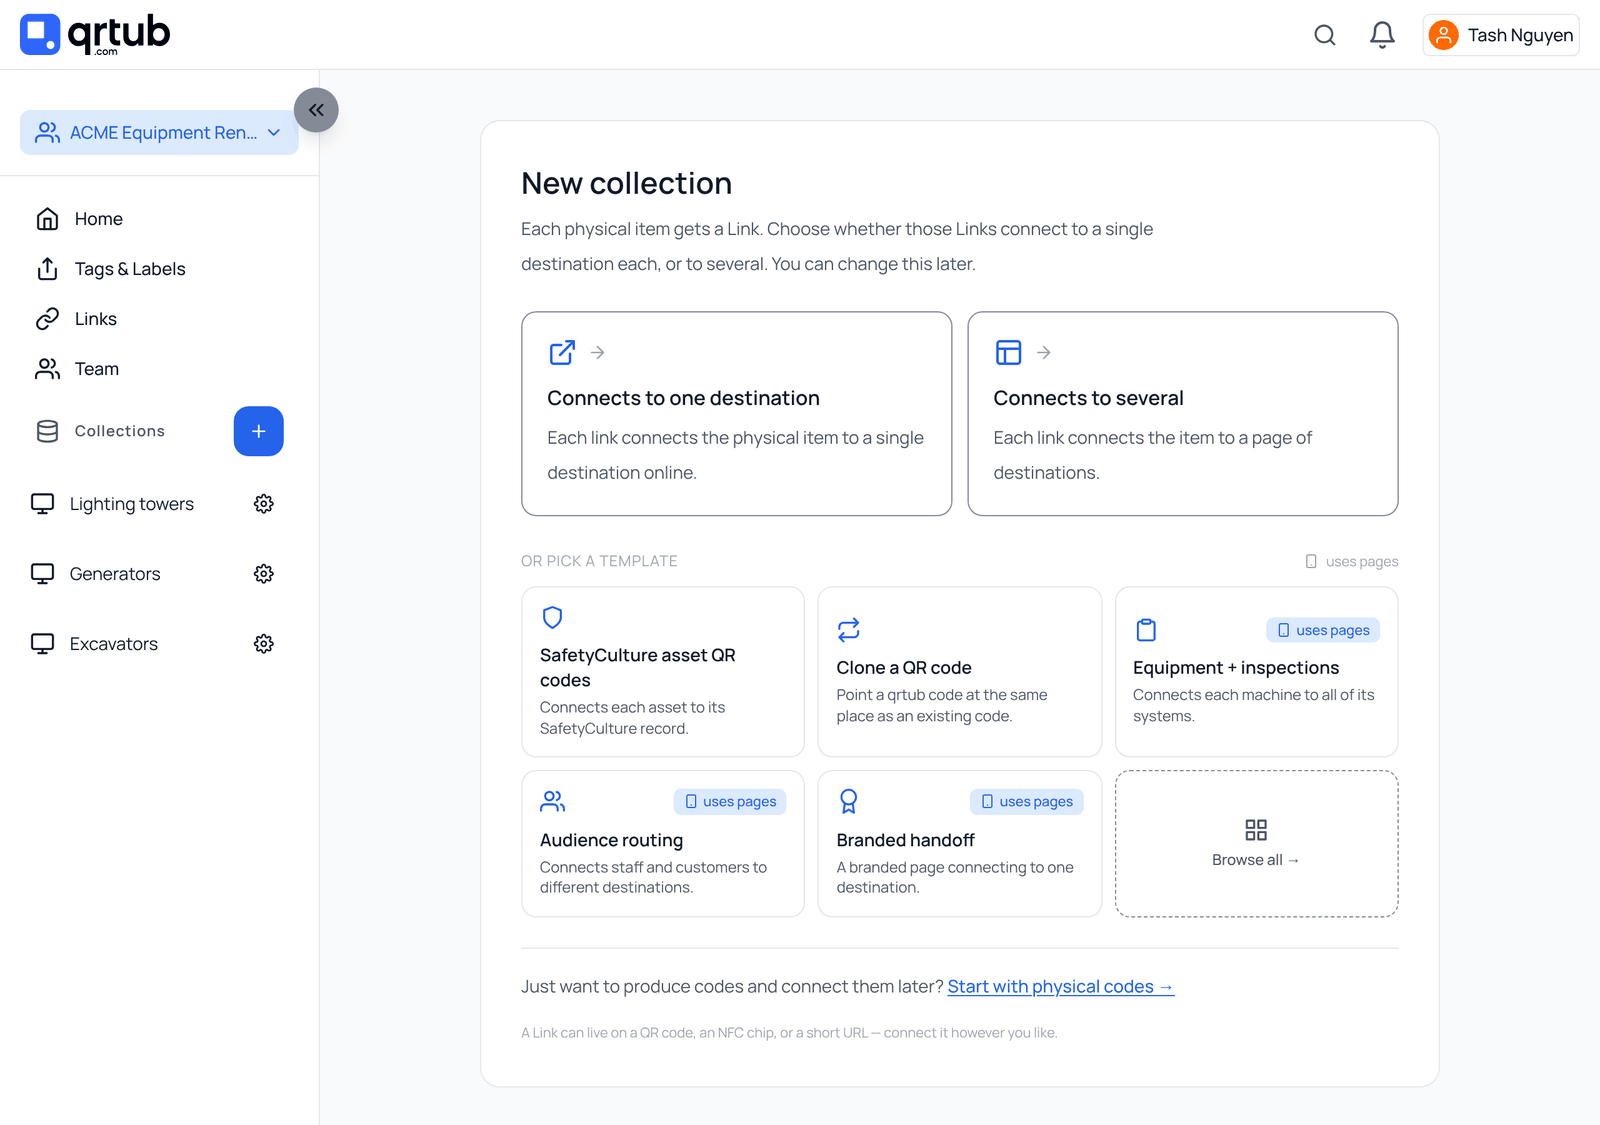 qrtub
.com
Tash Nguyen
ACME Equipment Ren...
Home
Tags & Labels
Links
Team
Collections
Lighting towers
Generators
Excavators
New collection
Each physical item gets a Link. Choose whether those Links connect to a single
destination each, or to several. You can change this later.
Connects to one destination
Each link connects the physical item to a single
destination online.
Connects to several
Each link connects the item to a page of
destinations.
OR PICK A TEMPLATE
uses pages
SafetyCulture asset QR
codes
Connects each asset to its
SafetyCulture record.
Clone a QR code
Point a qrtub code at the same
place as an existing code.
uses pages
Equipment + inspections
Connects each machine to all of its
systems.
uses pages
Audience routing
Connects staff and customers to
different destinations.
uses pages
Branded handoff
A branded page connecting to one
destination.
Browse all →
Just want to produce codes and connect them later? Start with physical codes →
A Link can live on a QR code, an NFC chip, or a short URL — connect it however you like.